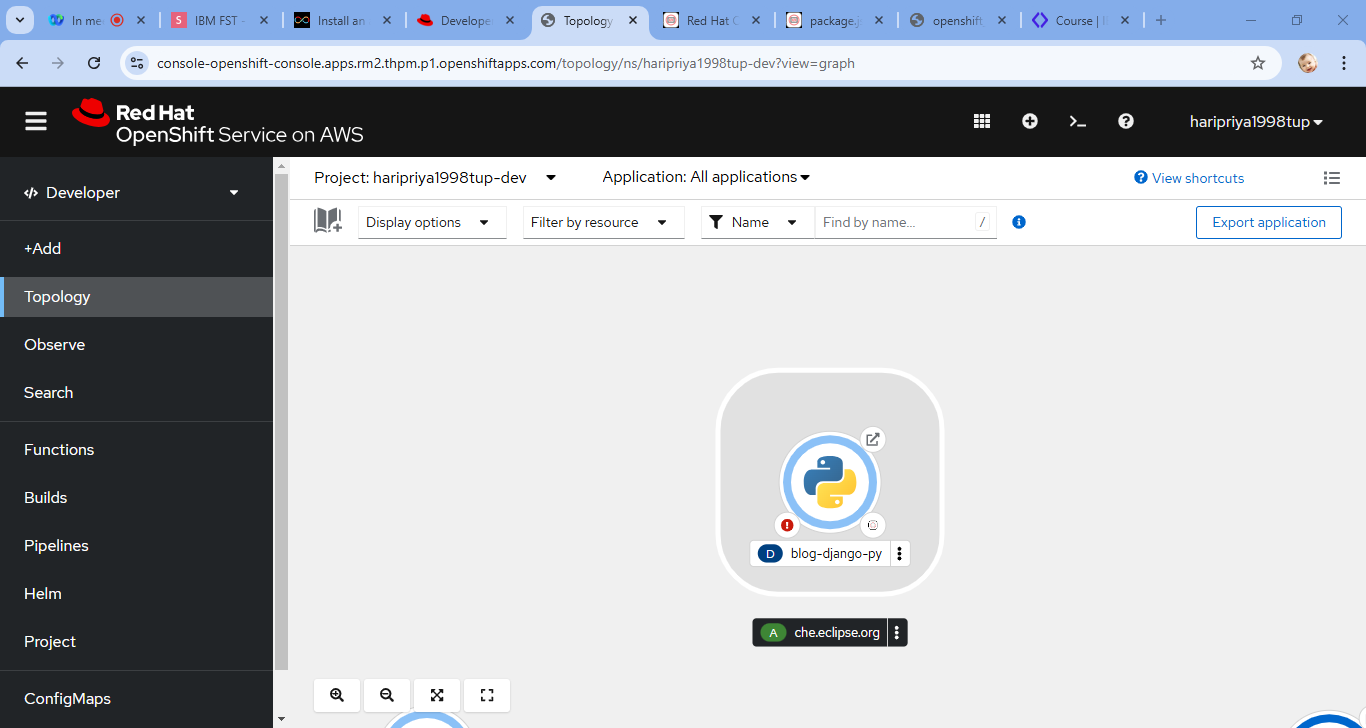 In me
IBM FST -
Install an
Develope
Topology
Red Hat C
package.j
openshift
Course | I
console-openshift-console.apps.rm2.thpm.p1.openshiftapps.com/topology/ns/haripriya1998tup-dev?view=graph
Red Hat
OpenShift Service on AWS
haripriya1998tup
Developer
Project: haripriya1998tup-dev
Application: All applications
View shortcuts
Display options
Filter by resource
Name
Find by name...
/
Export application
+Add
Topology
Observe
Search
Functions
Builds
Pipelines
Helm
Project
ConfigMaps
D blog-django-py
A che.eclipse.org